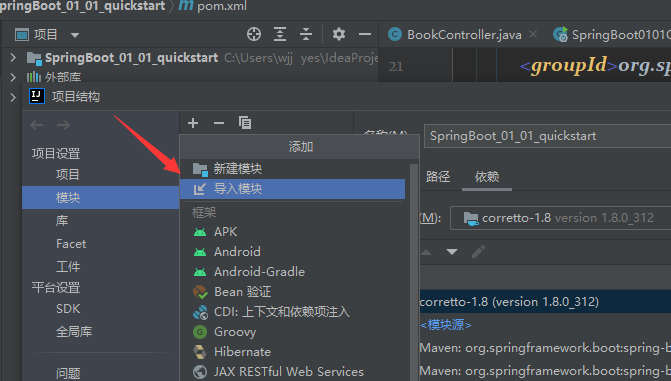 pringBoot_01_01_quickstart pom.xml
项目
BookController.java
SpringBoot0101
SpringBoot_01_01_quickstart C:\Users\wjj yes\IdeaProje
21 <groupId>org.sp
外部库
项目结构
添加
项目设置
新建模块
SpringBoot_01_01_quickstart
项目
导入模块
路径 依赖
模块
框架
库
APK
(M): corretto-1.8 version 1.8.0_312
Facet
Android
工件
Android-Gradle
平台设置
Bean 验证
SDK
CDI: 上下文和依赖项注入
corretto-1.8 (version 1.8.0_312)
全局库
Groovy
<模块源>
Hibernate
Maven: org.springframework.boot:spring-b
问题
JAX RESTful Web Services
Maven: org.springframework.boot:spring-b